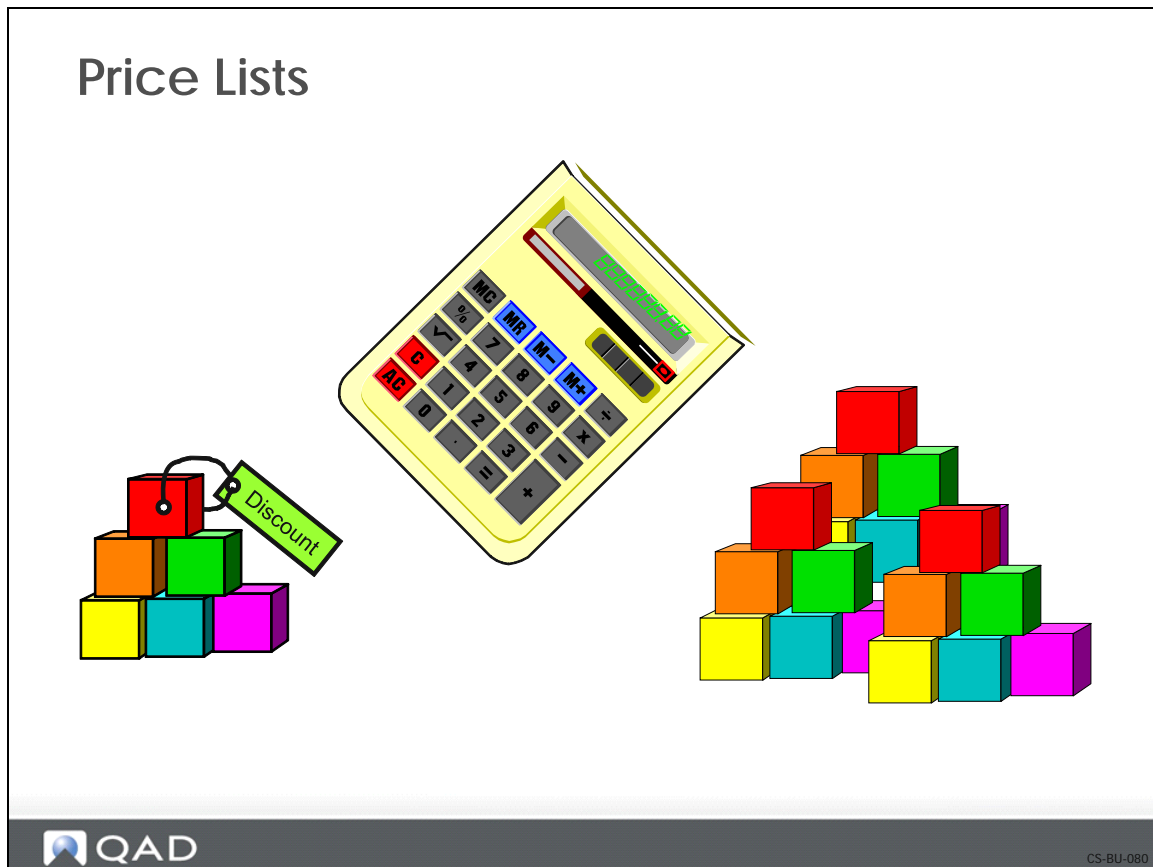 Price Lists
MC
% MR
√ 7 M-
C 4 8 M+
AC 1 5 9 ÷
0 2 6 x
. 3 -
= +
Discount
QAD
CS-BU-080